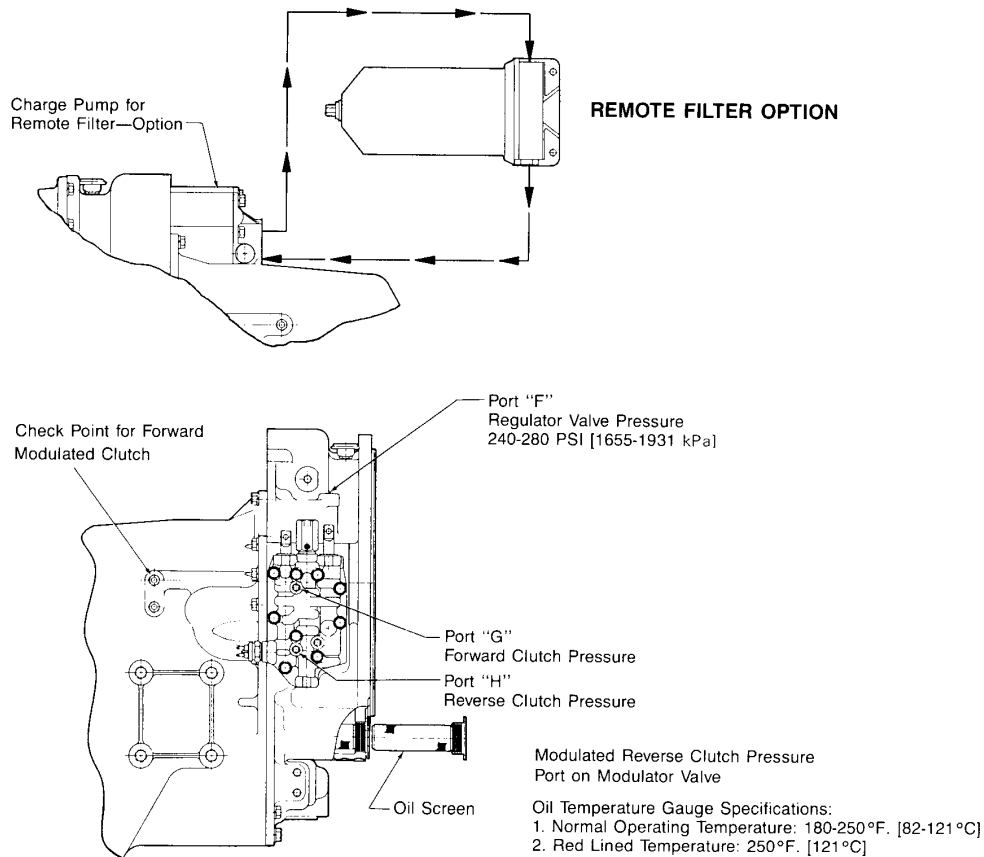 Charge Pump for
Remote Filter—Option
REMOTE FILTER OPTION
Port “F”
Regulator Valve Pressure
240-280 PSI [1655-1931 kPa]
Check Point for Forward
Modulated Clutch
Port “G”
Forward Clutch Pressure
Port “H”
Reverse Clutch Pressure
Oil Screen
Modulated Reverse Clutch Pressure
Port on Modulator Valve
Oil Temperature Gauge Specifications:
1. Normal Operating Temperature: 180-250°F. [82-121°C]
2. Red Lined Temperature: 250°F. [121°C]